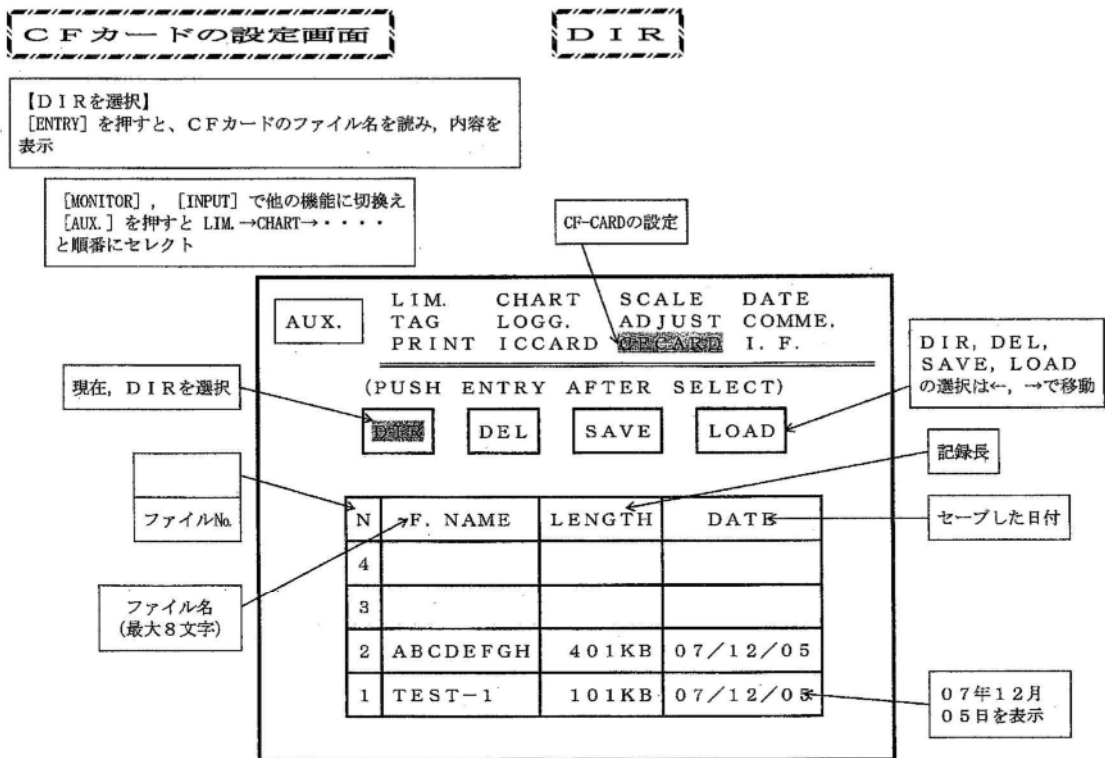 CFカードの設定画面
DIR
【DIRを選択】
[ENTRY] を押すと、CFカードのファイル名を読み，内容を
表示
[MONITOR] ， [INPUT] で他の機能に切換え
[AUX.] を押すと LIM.→CHART→・・・・
と順番にセレクト
CF-CARDの設定
AUX.
LIM. CHART SCALE DATE
TAG LOGG. ADJUST COMME.
PRINT ICCARD CFCARD I. F.
DIR, DEL,
SAVE, LOAD
の選択は←，→で移動
現在，DIRを選択
(PUSH ENTRY AFTER SELECT)
DIR DEL SAVE LOAD
記録長
ファイルNo.
N F. NAME LENGTH DATE
セーブした日付
4
3
ファイル名
(最大8文字)
2 ABCDEFGH 401KB 07/12/05
1 TEST-1 101KB 07/12/05
07年12月
05日を表示